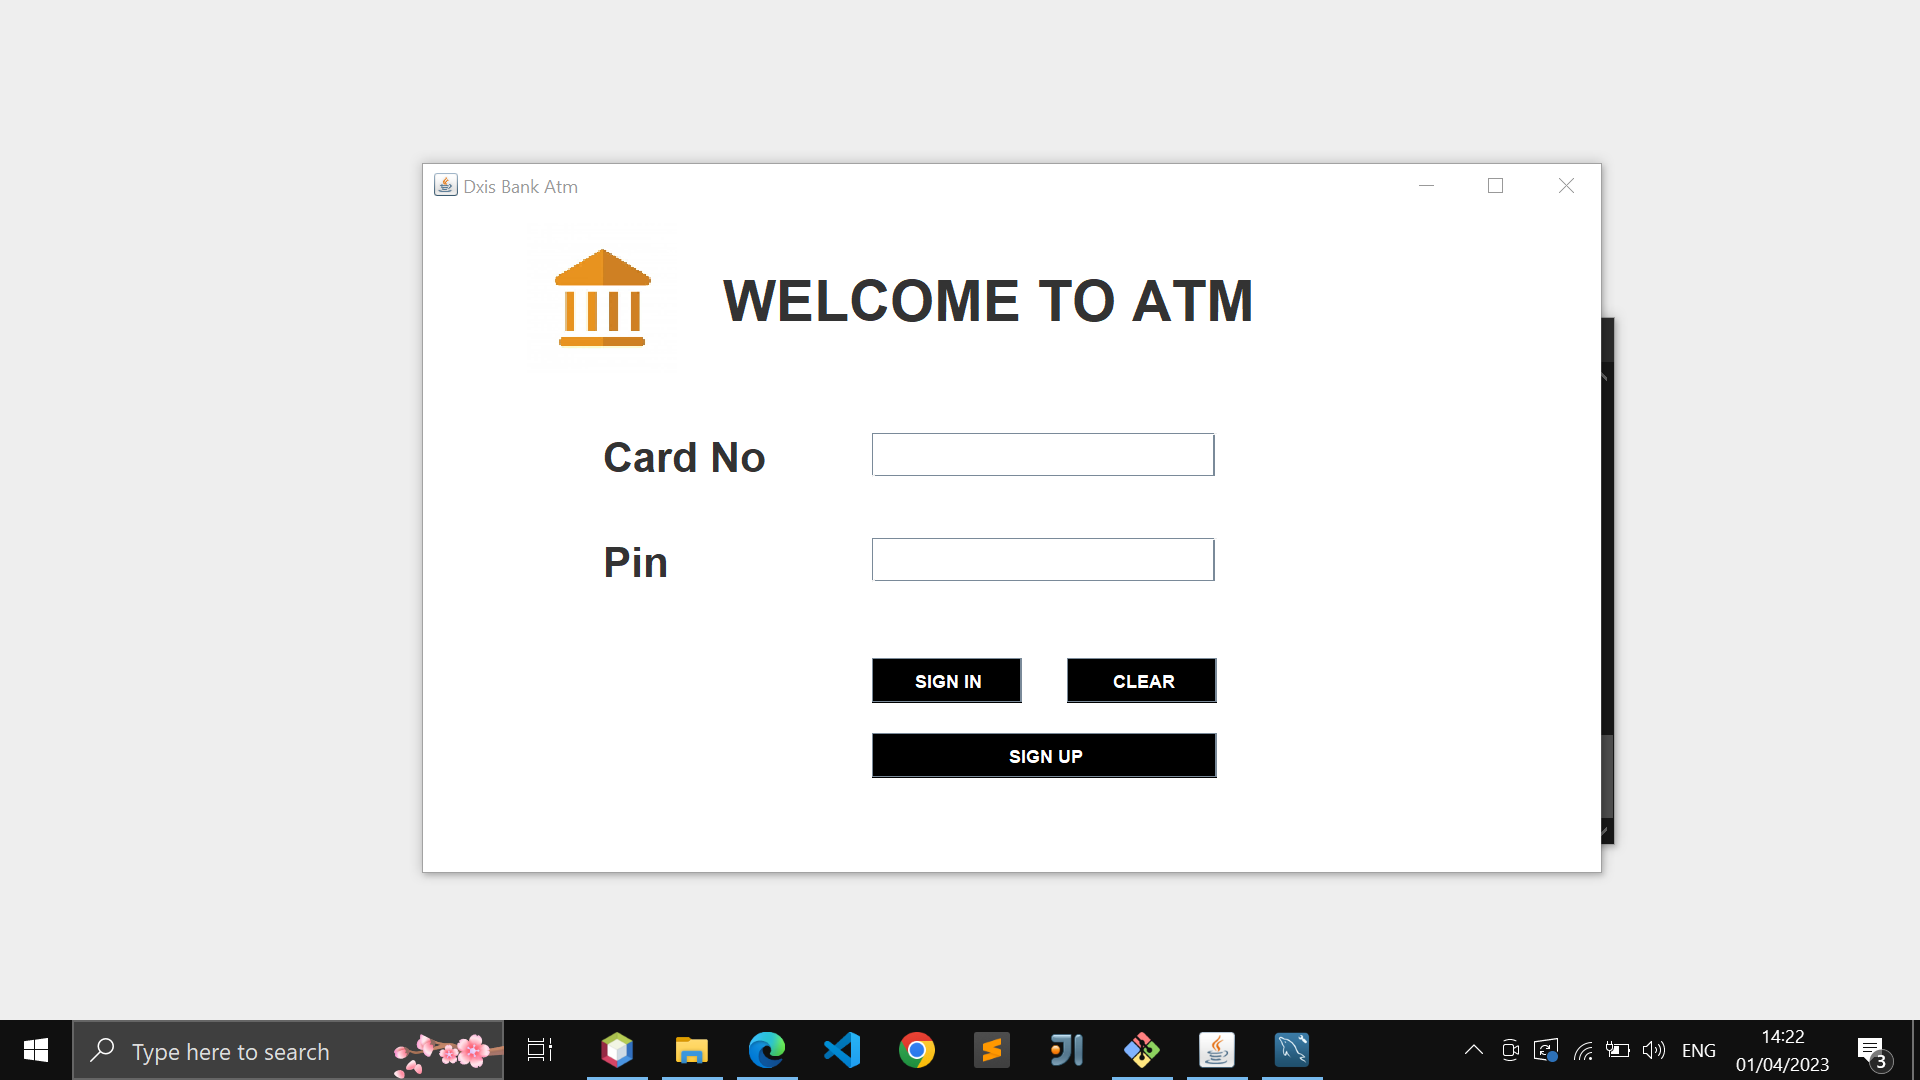 Dxis Bank Atm
WELCOME TO ATM
Card No
Pin
SIGN IN
CLEAR
SIGN UP
Type here to search
ENG
14:22
01/04/2023
3